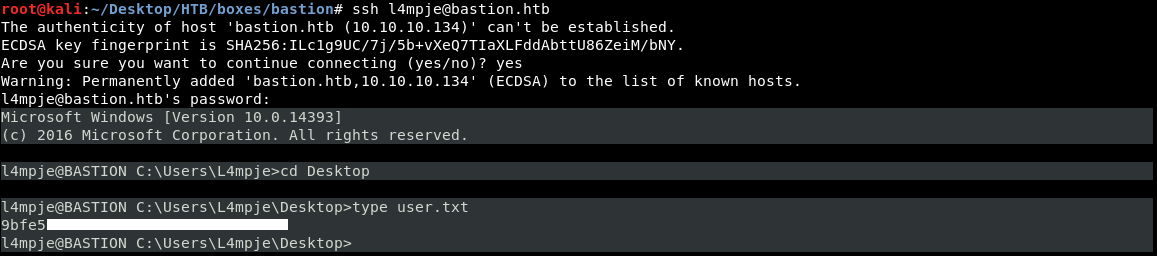 root@kali:~/Desktop/HTB/boxes/bastion# ssh l4mpje@bastion.htb
The authenticity of host 'bastion.htb (10.10.10.134)' can't be established.
ECDSA key fingerprint is SHA256:ILc1g9UC/7j/5b+vXeQ7TIaXLFddAbttU86ZeiM/bNY.
Are you sure you want to continue connecting (yes/no)? yes
Warning: Permanently added 'bastion.htb,10.10.10.134' (ECDSA) to the list of known hosts.
l4mpje@bastion.htb's password:
Microsoft Windows [Version 10.0.14393]
(c) 2016 Microsoft Corporation. All rights reserved.
l4mpje@BASTION C:\Users\L4mpje>cd Desktop
l4mpje@BASTION C:\Users\L4mpje\Desktop>type user.txt
9bfe5
l4mpje@BASTION C:\Users\L4mpje\Desktop>